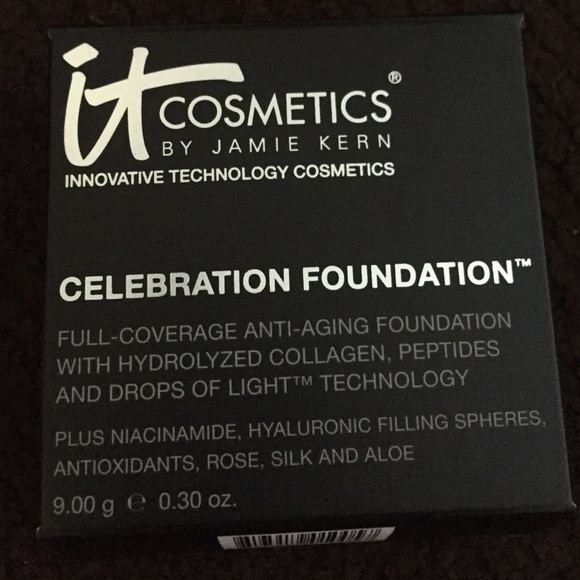 it COSMETICS®
BY JAMIE KERN
INNOVATIVE TECHNOLOGY COSMETICS
CELEBRATION FOUNDATION™
FULL-COVERAGE ANTI-AGING FOUNDATION
WITH HYDROLYZED COLLAGEN, PEPTIDES
AND DROPS OF LIGHT™ TECHNOLOGY
PLUS NIACINAMIDE, HYALURONIC FILLING SPHERES,
ANTIOXIDANTS, ROSE, SILK AND ALOE
9.00 g ℮ 0.30 oz.